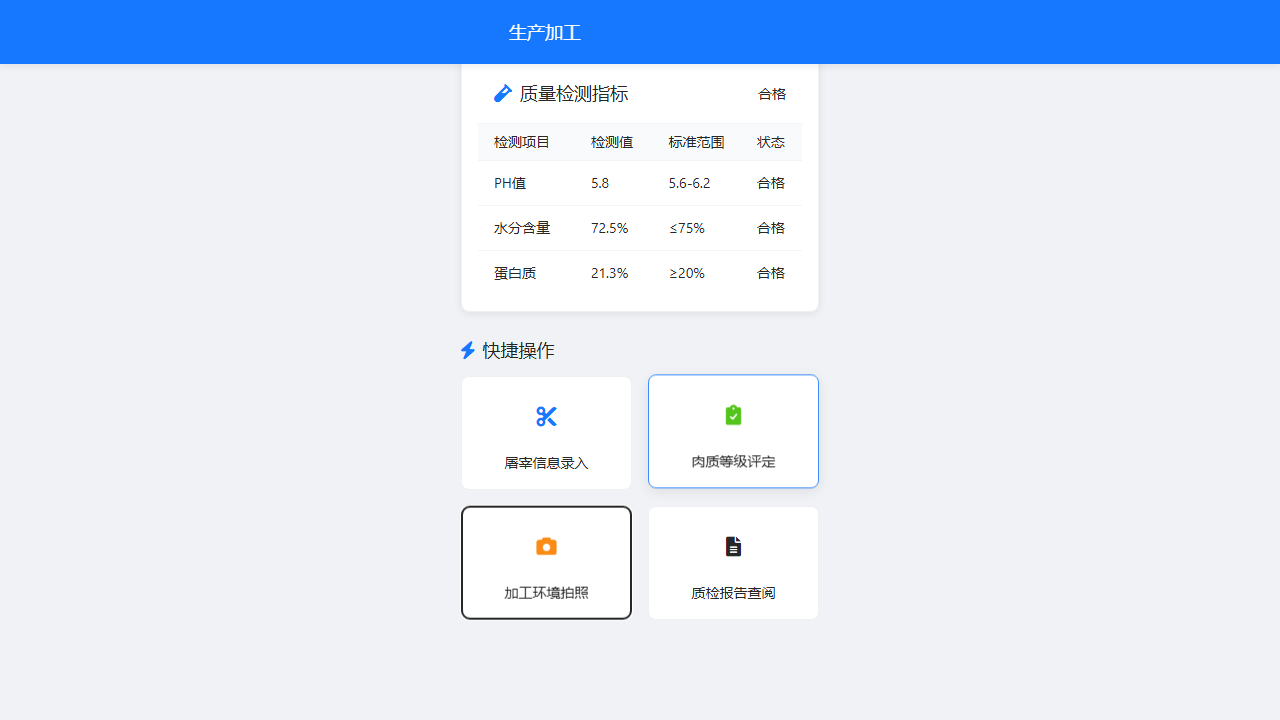 生产加工
质量检测指标 合格
检测项目 检测值 标准范围 状态
PH值 5.8 5.6-6.2 合格
水分含量 72.5% ≤75% 合格
蛋白质 21.3% ≥20% 合格
快捷操作
屠宰信息录入 肉质等级评定
加工环境拍照 质检报告查阅